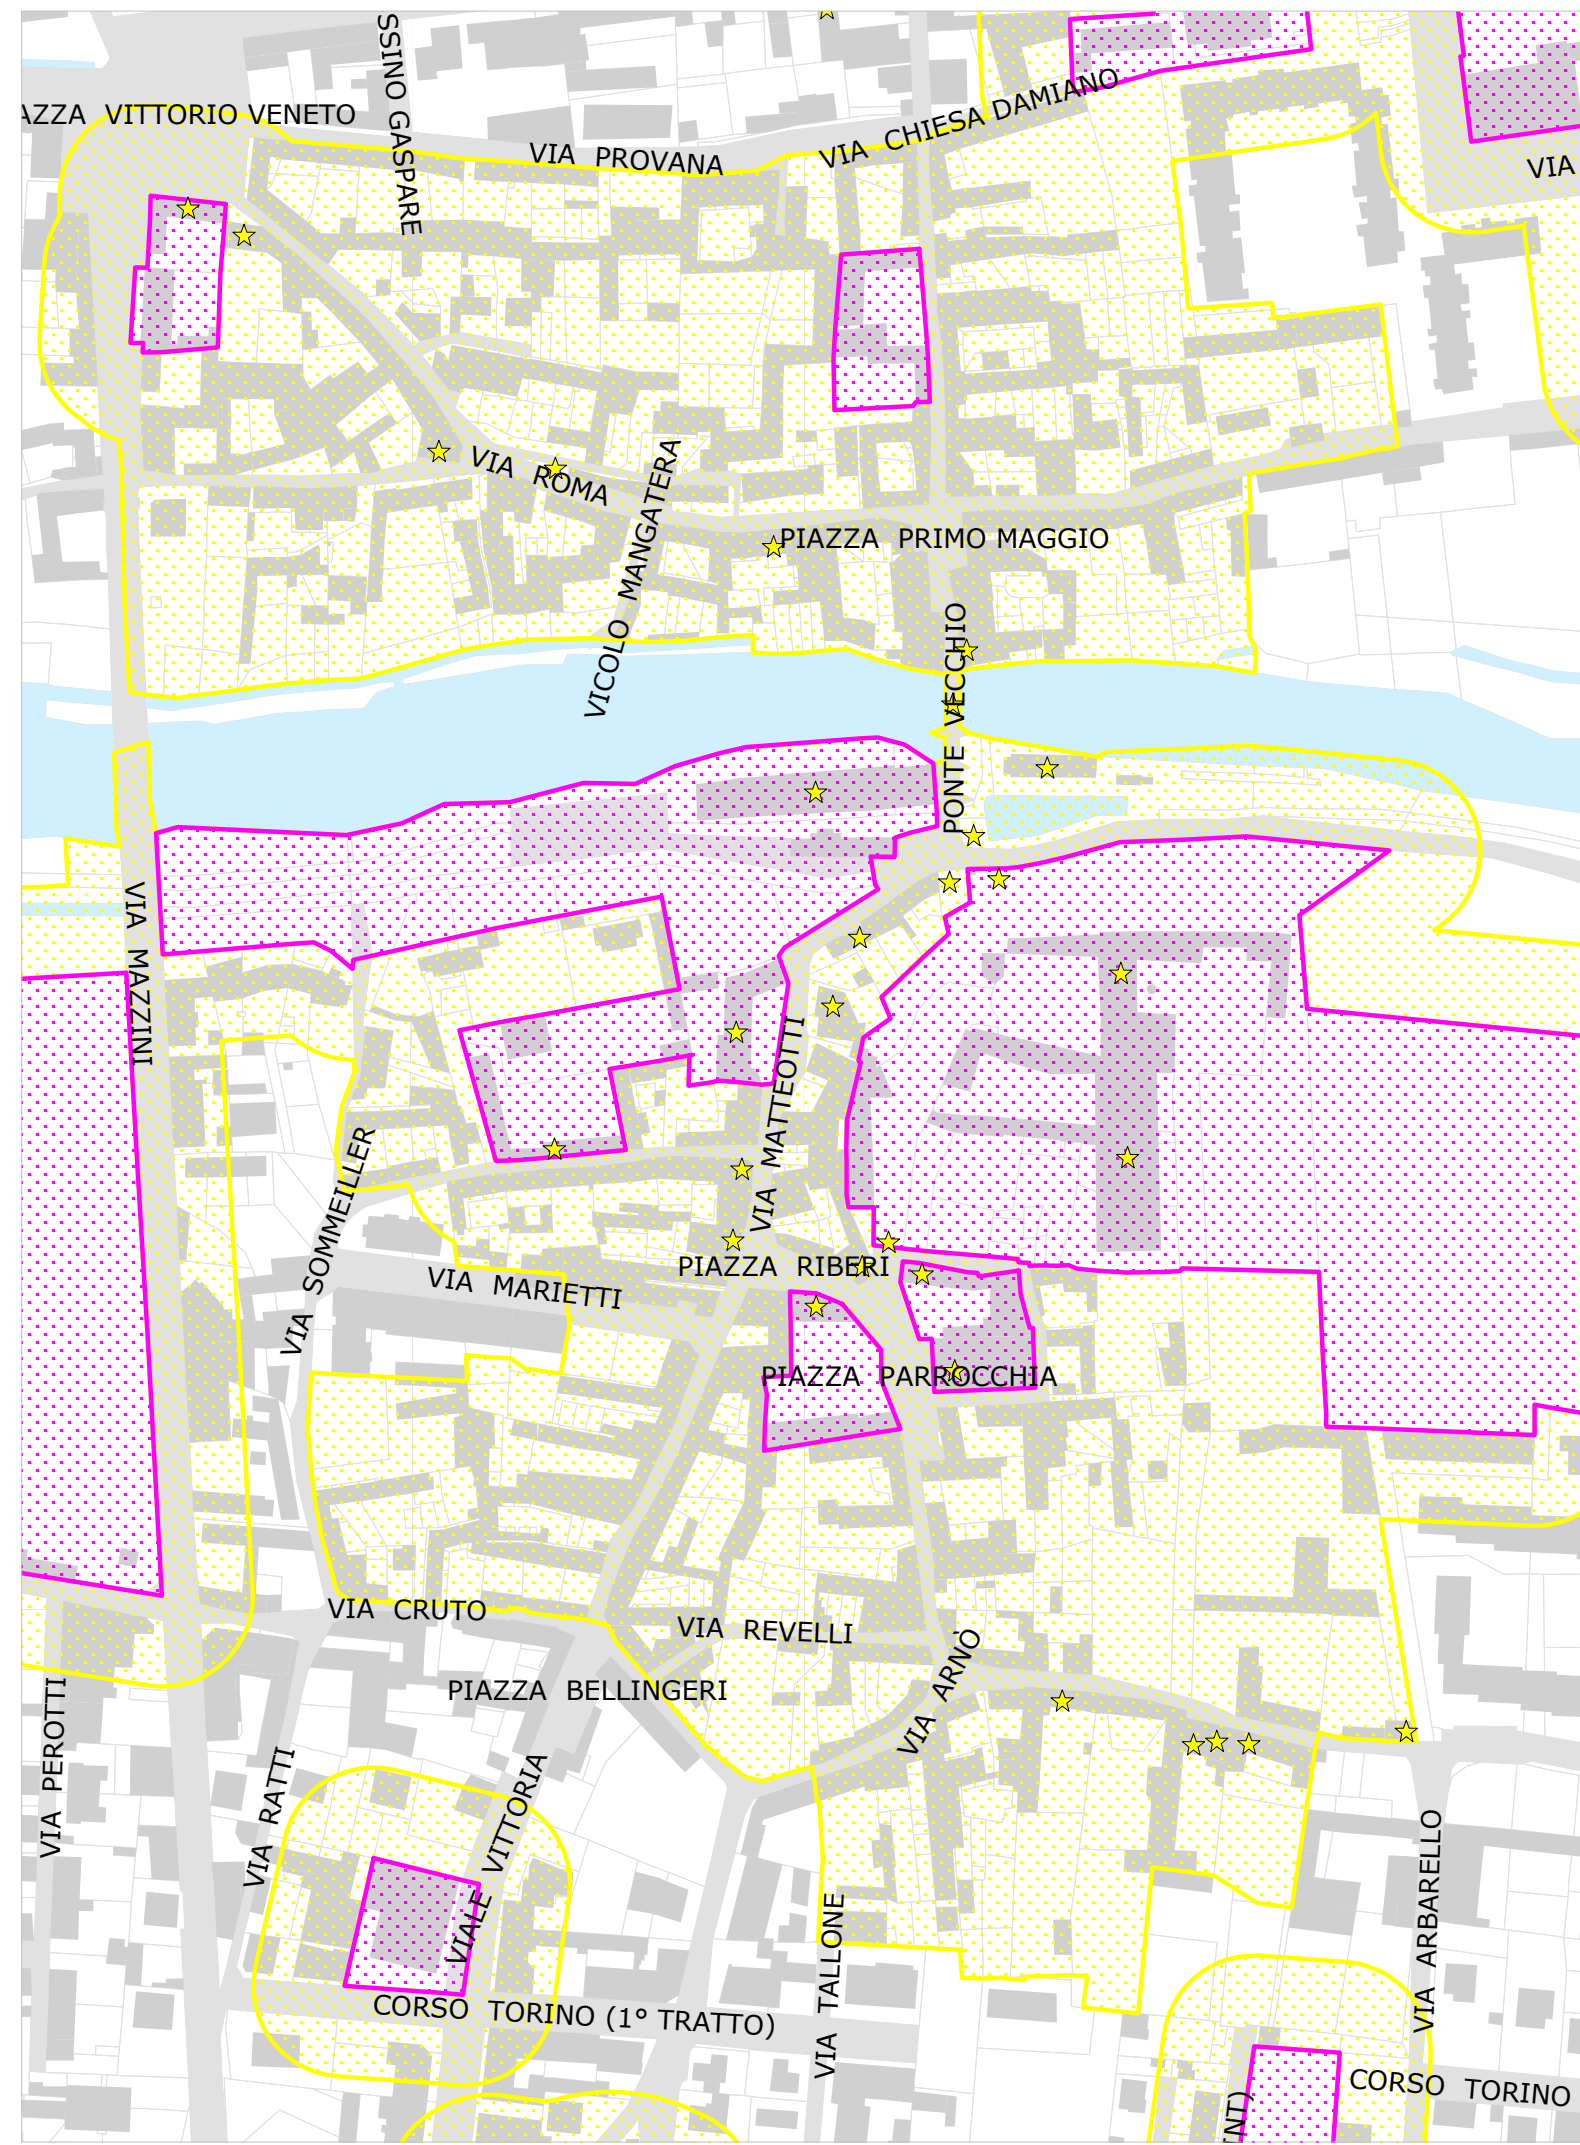 SSINO GASPARE
AZZA VITTORIO VENETO
VIA PROVANA
VIA CHIESA DAMIANO
VIA
VIA ROMA
VICOLO MANGATERA
PIAZZA PRIMO MAGGIO
PONTE VECCHIO
VIA MAZZINI
VIA MATTEOTTI
VIA SOMMEILLER
PIAZZA RIBERI
VIA MARIETTI
PIAZZA PARROCCHIA
VIA CRUTO
VIA REVELLI
VIA ARNÒ
PIAZZA BELLINGERI
VIA PEROTTI
VIA RATTI
VIALE VITTORIA
VIA TALLONE
VIA ARBARELLO
CORSO TORINO (1° TRATTO)
CORSO TORINO
INT)